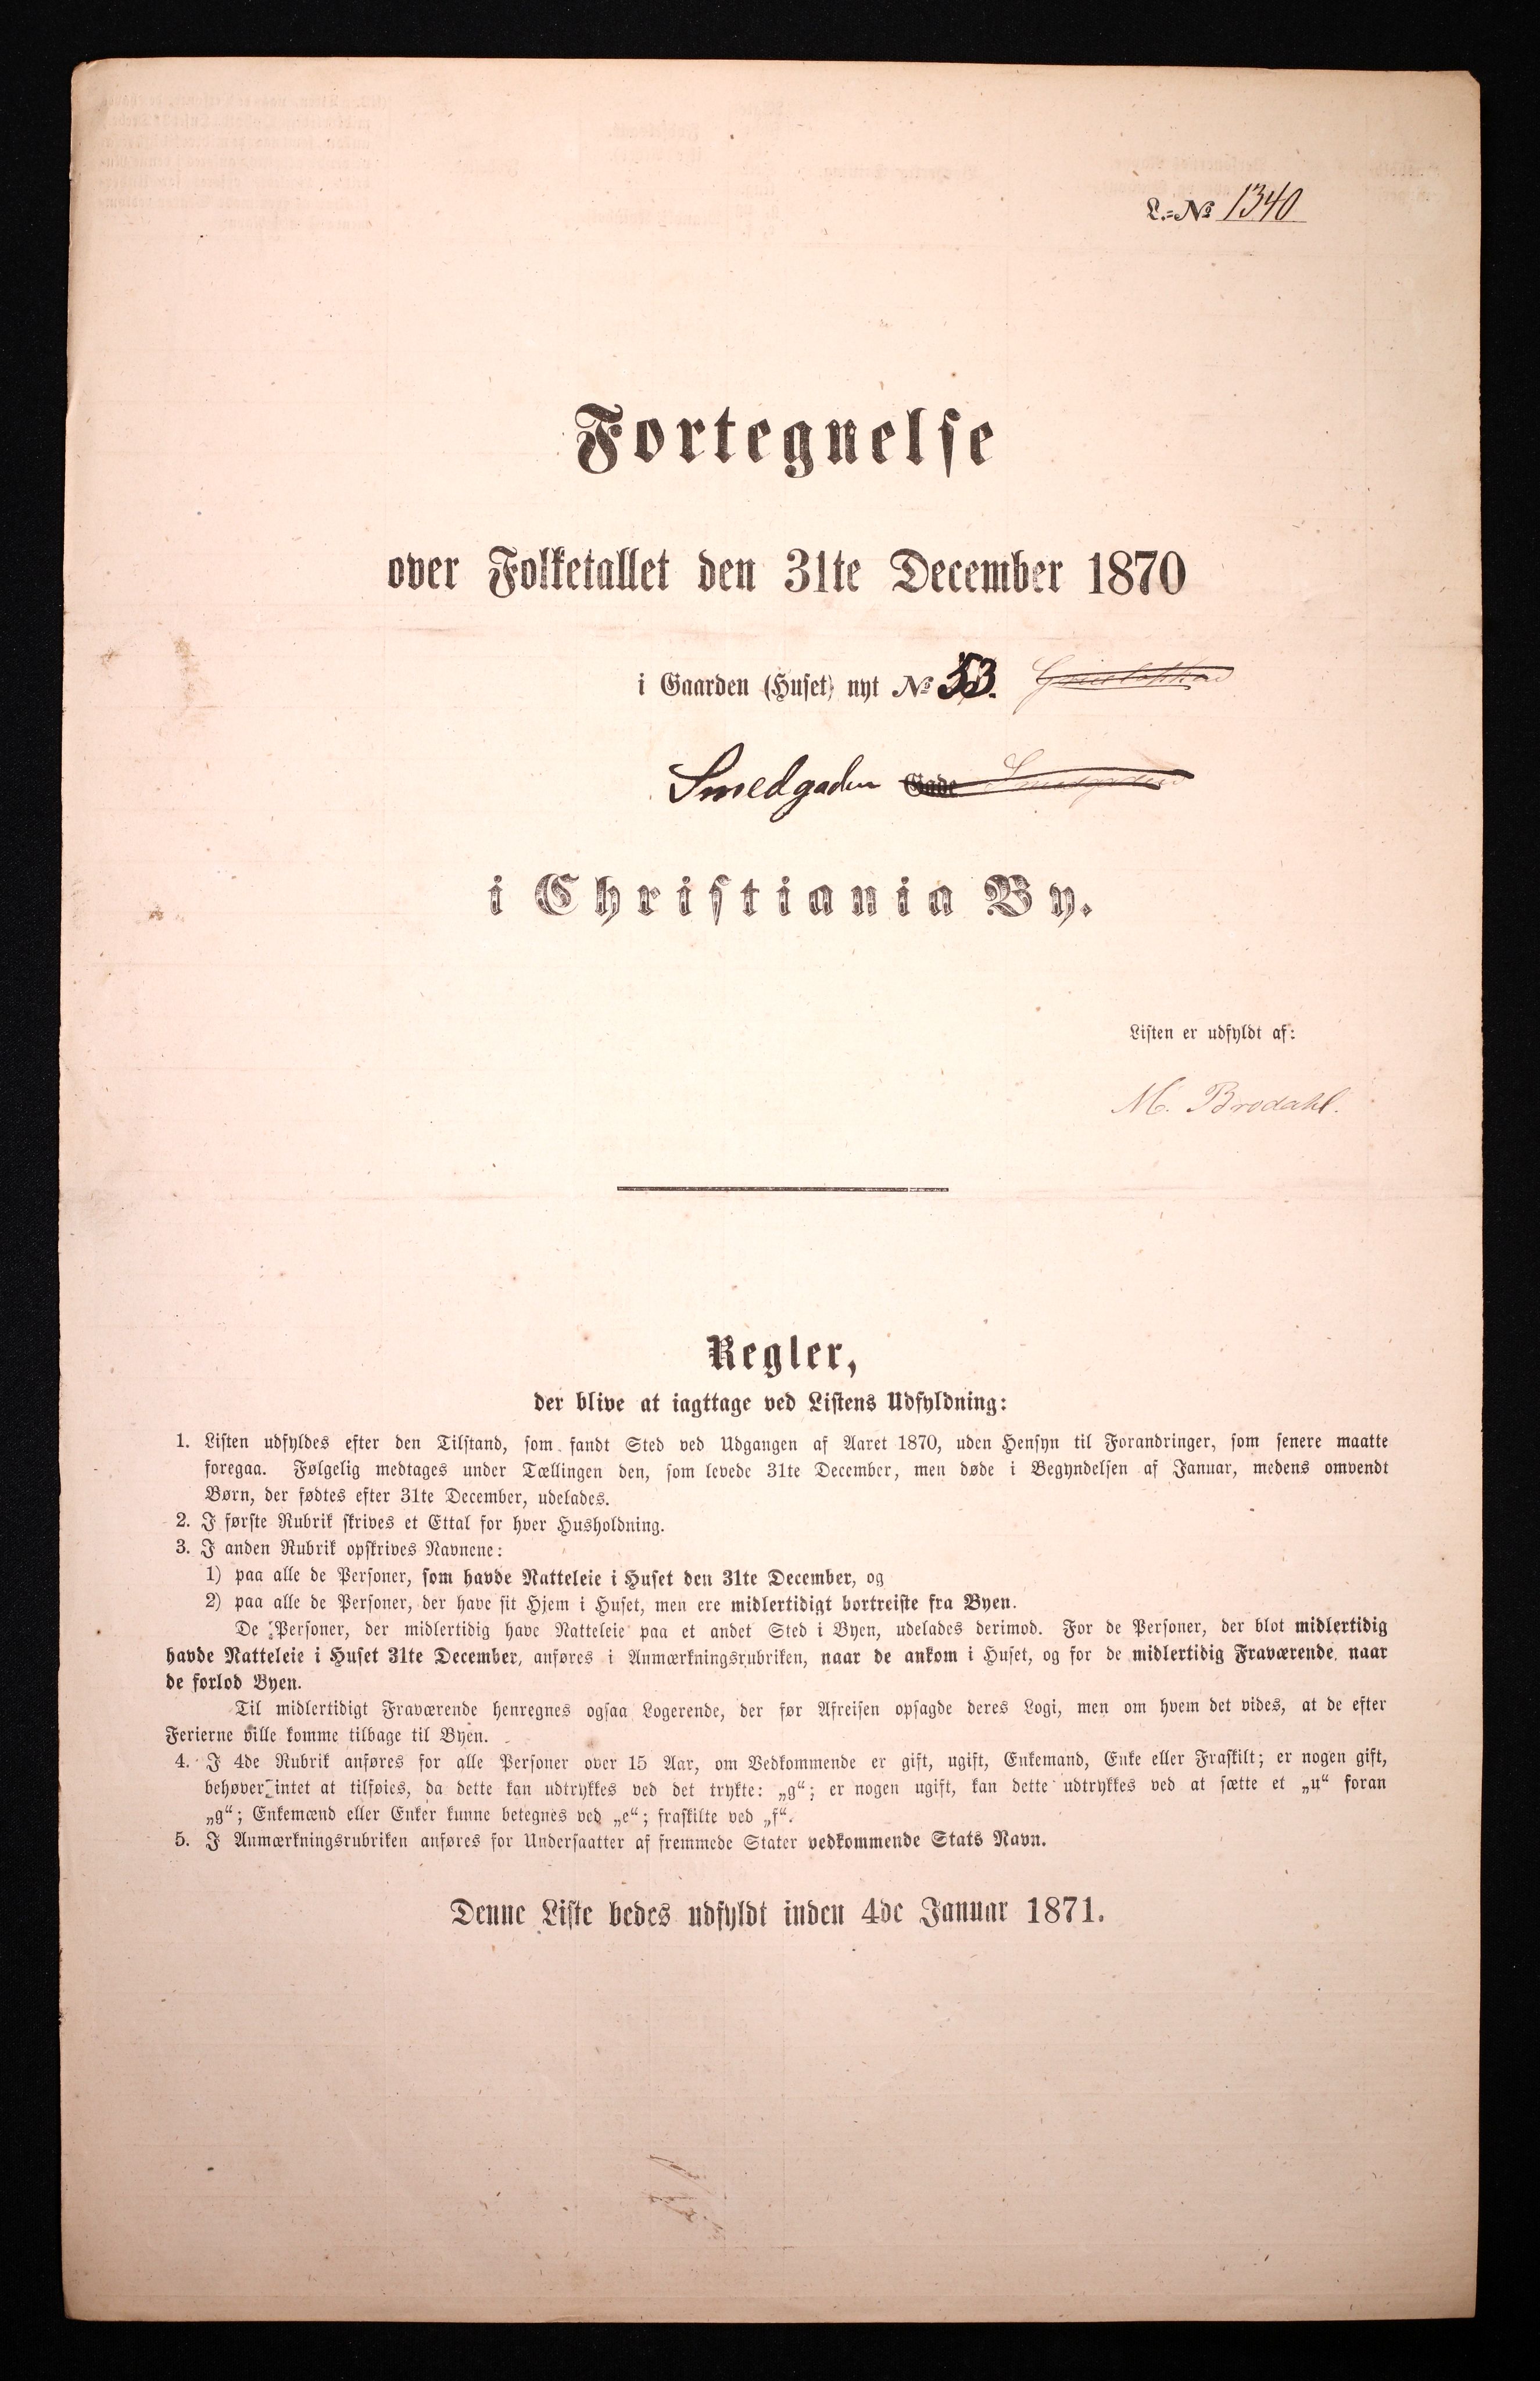 L.-№ 1340
Fortegnelse
over Folketallet den 31te December 1870
i Gaarden (Huset) nyt № 53.
Smedgaden Gade Smedgaden
i Christiania By.
Listen er udfyldt af:
M. Brodahl.
Regler,
der blive at iagttage ved Listens Udfyldning:
1. Listen udfyldes efter den Tilstand, som fandt Sted ved Udgangen af Aaret 1870, uden Hensyn til Forandringer, som senere maatte
foregaa. Følgelig medtages under Tællingen den, som levede 31te December, men døde i Begyndelsen af Januar, medens omvendt
Børn, der fødtes efter 31te December, udelades.
2. I første Rubrik skrives et Ettal for hver Husholdning.
3. I anden Rubrik opskrives Navnene:
1) paa alle de Personer, som havde Natteleie i Huset den 31te December, og
2) paa alle de Personer, der have sit Hjem i Huset, men ere midlertidigt bortreiste fra Byen.
De Personer, der midlertidig have Natteleie paa et andet Sted i Byen, udelades derimod. For de Personer, der blot midlertidig
havde Natteleie i Huset 31te December, anføres i Anmærkningsrubriken, naar de ankom i Huset, og for de midlertidig Fraværende, naar
de forlod Byen.
Til midlertidigt Fraværende henregnes ogsaa Logerende, der før Afreisen opsagde deres Logi, men om hvem det vides, at de efter
Ferierne ville komme tilbage til Byen.
4. I 4de Rubrik anføres for alle Personer over 15 Aar, om Vedkommende er gift, ugift, Enkemand, Enke eller Fraskilt; er nogen gift,
behøver intet at tilføies, da dette kan udtrykkes ved det trykte: „g“; er nogen ugift, kan dette udtrykkes ved at sætte et „u“ foran
„g“; Enkemænd eller Enker kunne betegnes ved „e“; fraskilte ved „f“.
5. I Anmærkningsrubriken anføres for Undersaatter af fremmede Stater vedkommende Stats Navn.
Denne Liste bedes udfyldt inden 4de Januar 1871.